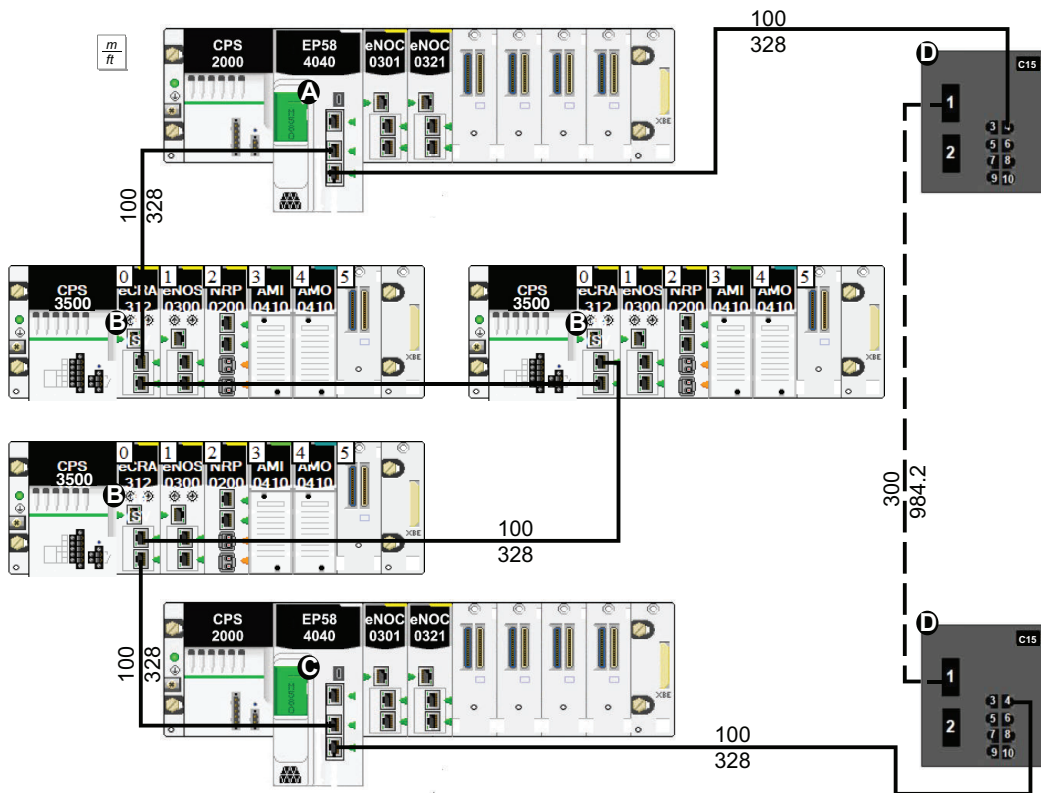 m
ft
CPS
2000
EP58
4040
eNOC
0301
eNOC
0321
XBE
A
100
328
D
C15
1
2
3 4
5 6
7 8
9 10
100
328
CPS
3500
0 1 2 3 4 5
eCRA
312
eNOS
0300
NRP
0200
AMI
0410
AMO
0410
B
S
XBE
CPS
3500
0 1 2 3 4 5
eCRA
312
eNOS
0300
NRP
0200
AMI
0410
AMO
0410
B
S
XBE
300
984.2
CPS
3500
0 1 2 3 4 5
eCRA
312
eNOS
0300
NRP
0200
AMI
0410
AMO
0410
B
S
XBE
100
328
100
328
CPS
2000
EP58
4040
eNOC
0301
eNOC
0321
XBE
C
100
328
D
C15
1
2
3 4
5 6
7 8
9 10